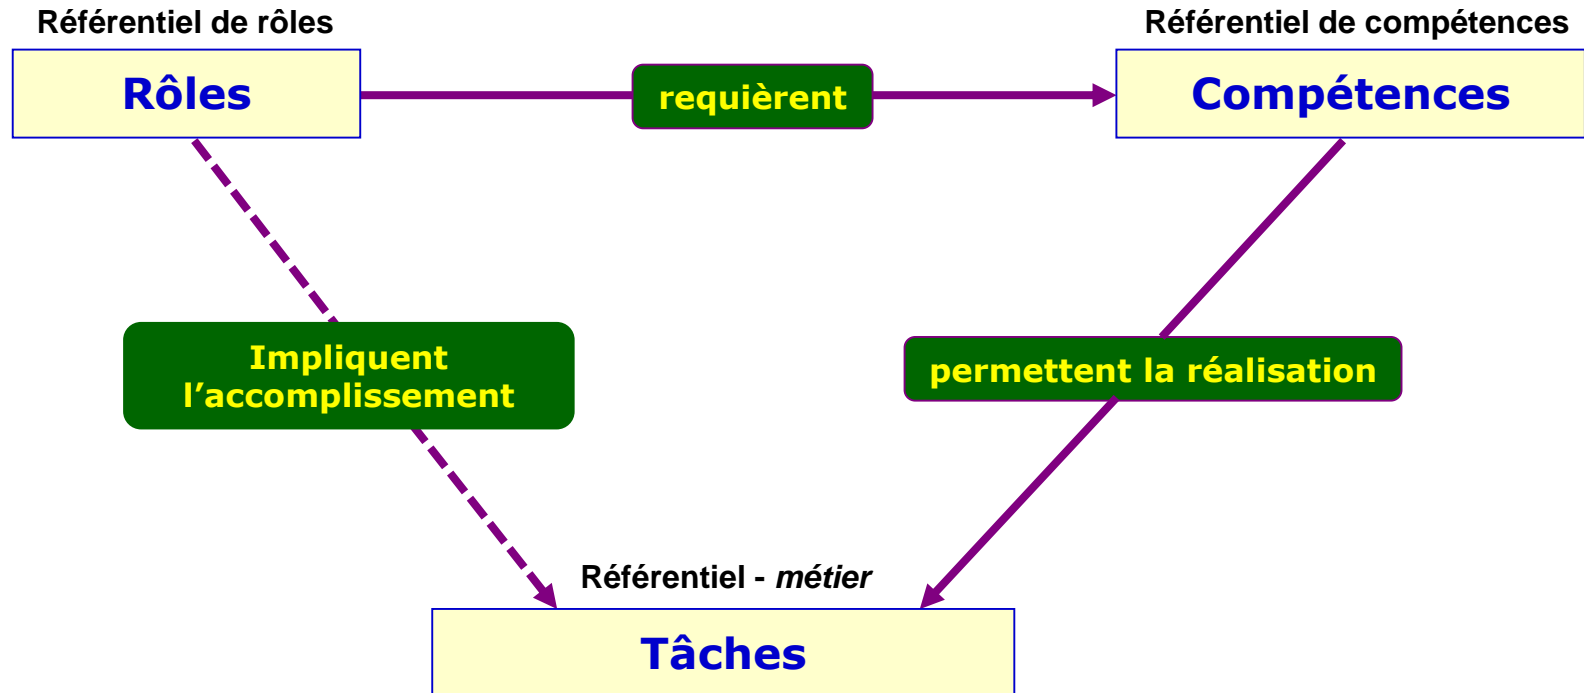 Référentiel de rôles
Référentiel de compétences
Rôles
requièrent
Compétences
Impliquent
l’accomplissement
permettent la réalisation
Référentiel - métier
Tâches